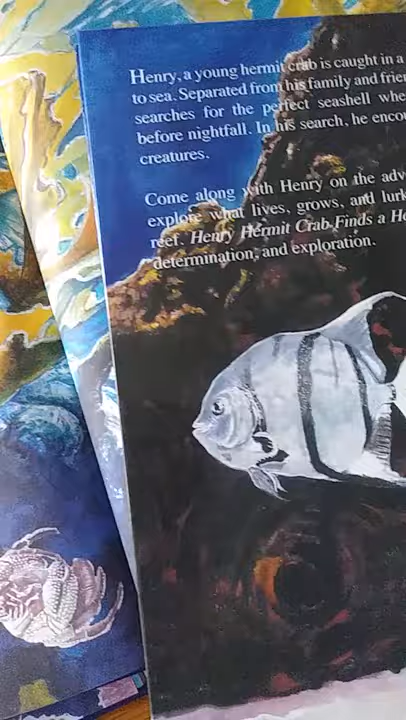 Henry, a young hermit crab is caught in a
to sea. Separated from his family and frie
searches for the perfect seashell whe
before nightfall. In his search, he enco
creatures.
Come along with Henry on the adv
explore what lives, grows, and lurk
reef. Henry Hermit Crab Finds a Ho
determination, and exploration.